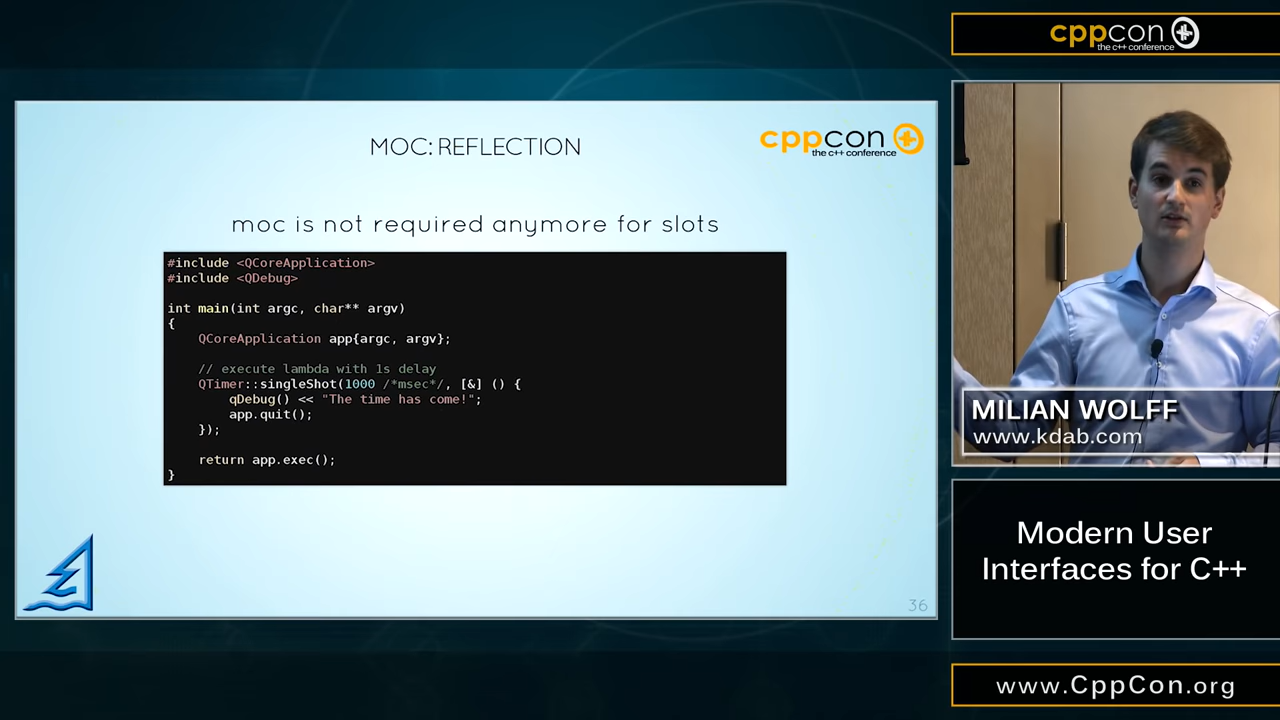 cppcon
the c++ conference
MOC: REFLECTION
cppcon
the c++ conference
moc is not required anymore for slots
#include <QCoreApplication>
#include <QDebug>
int main(int argc, char** argv)
{
QCoreApplication app{argc, argv};
// execute lambda with 1s delay
QTimer::singleShot(1000 /*msec*/, [&] () {
qDebug() << "The time has come!";
app.quit();
});
return app.exec();
}
36
MILIAN WOLFF
www.kdab.com
Modern User
Interfaces for C++
www.CppCon.org